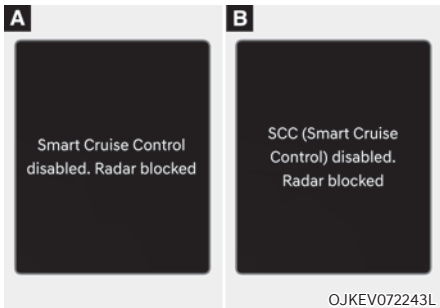 A
Smart Cruise Control
disabled. Radar blocked
B
SCC (Smart Cruise
Control) disabled.
Radar blocked
OJKEV072243L